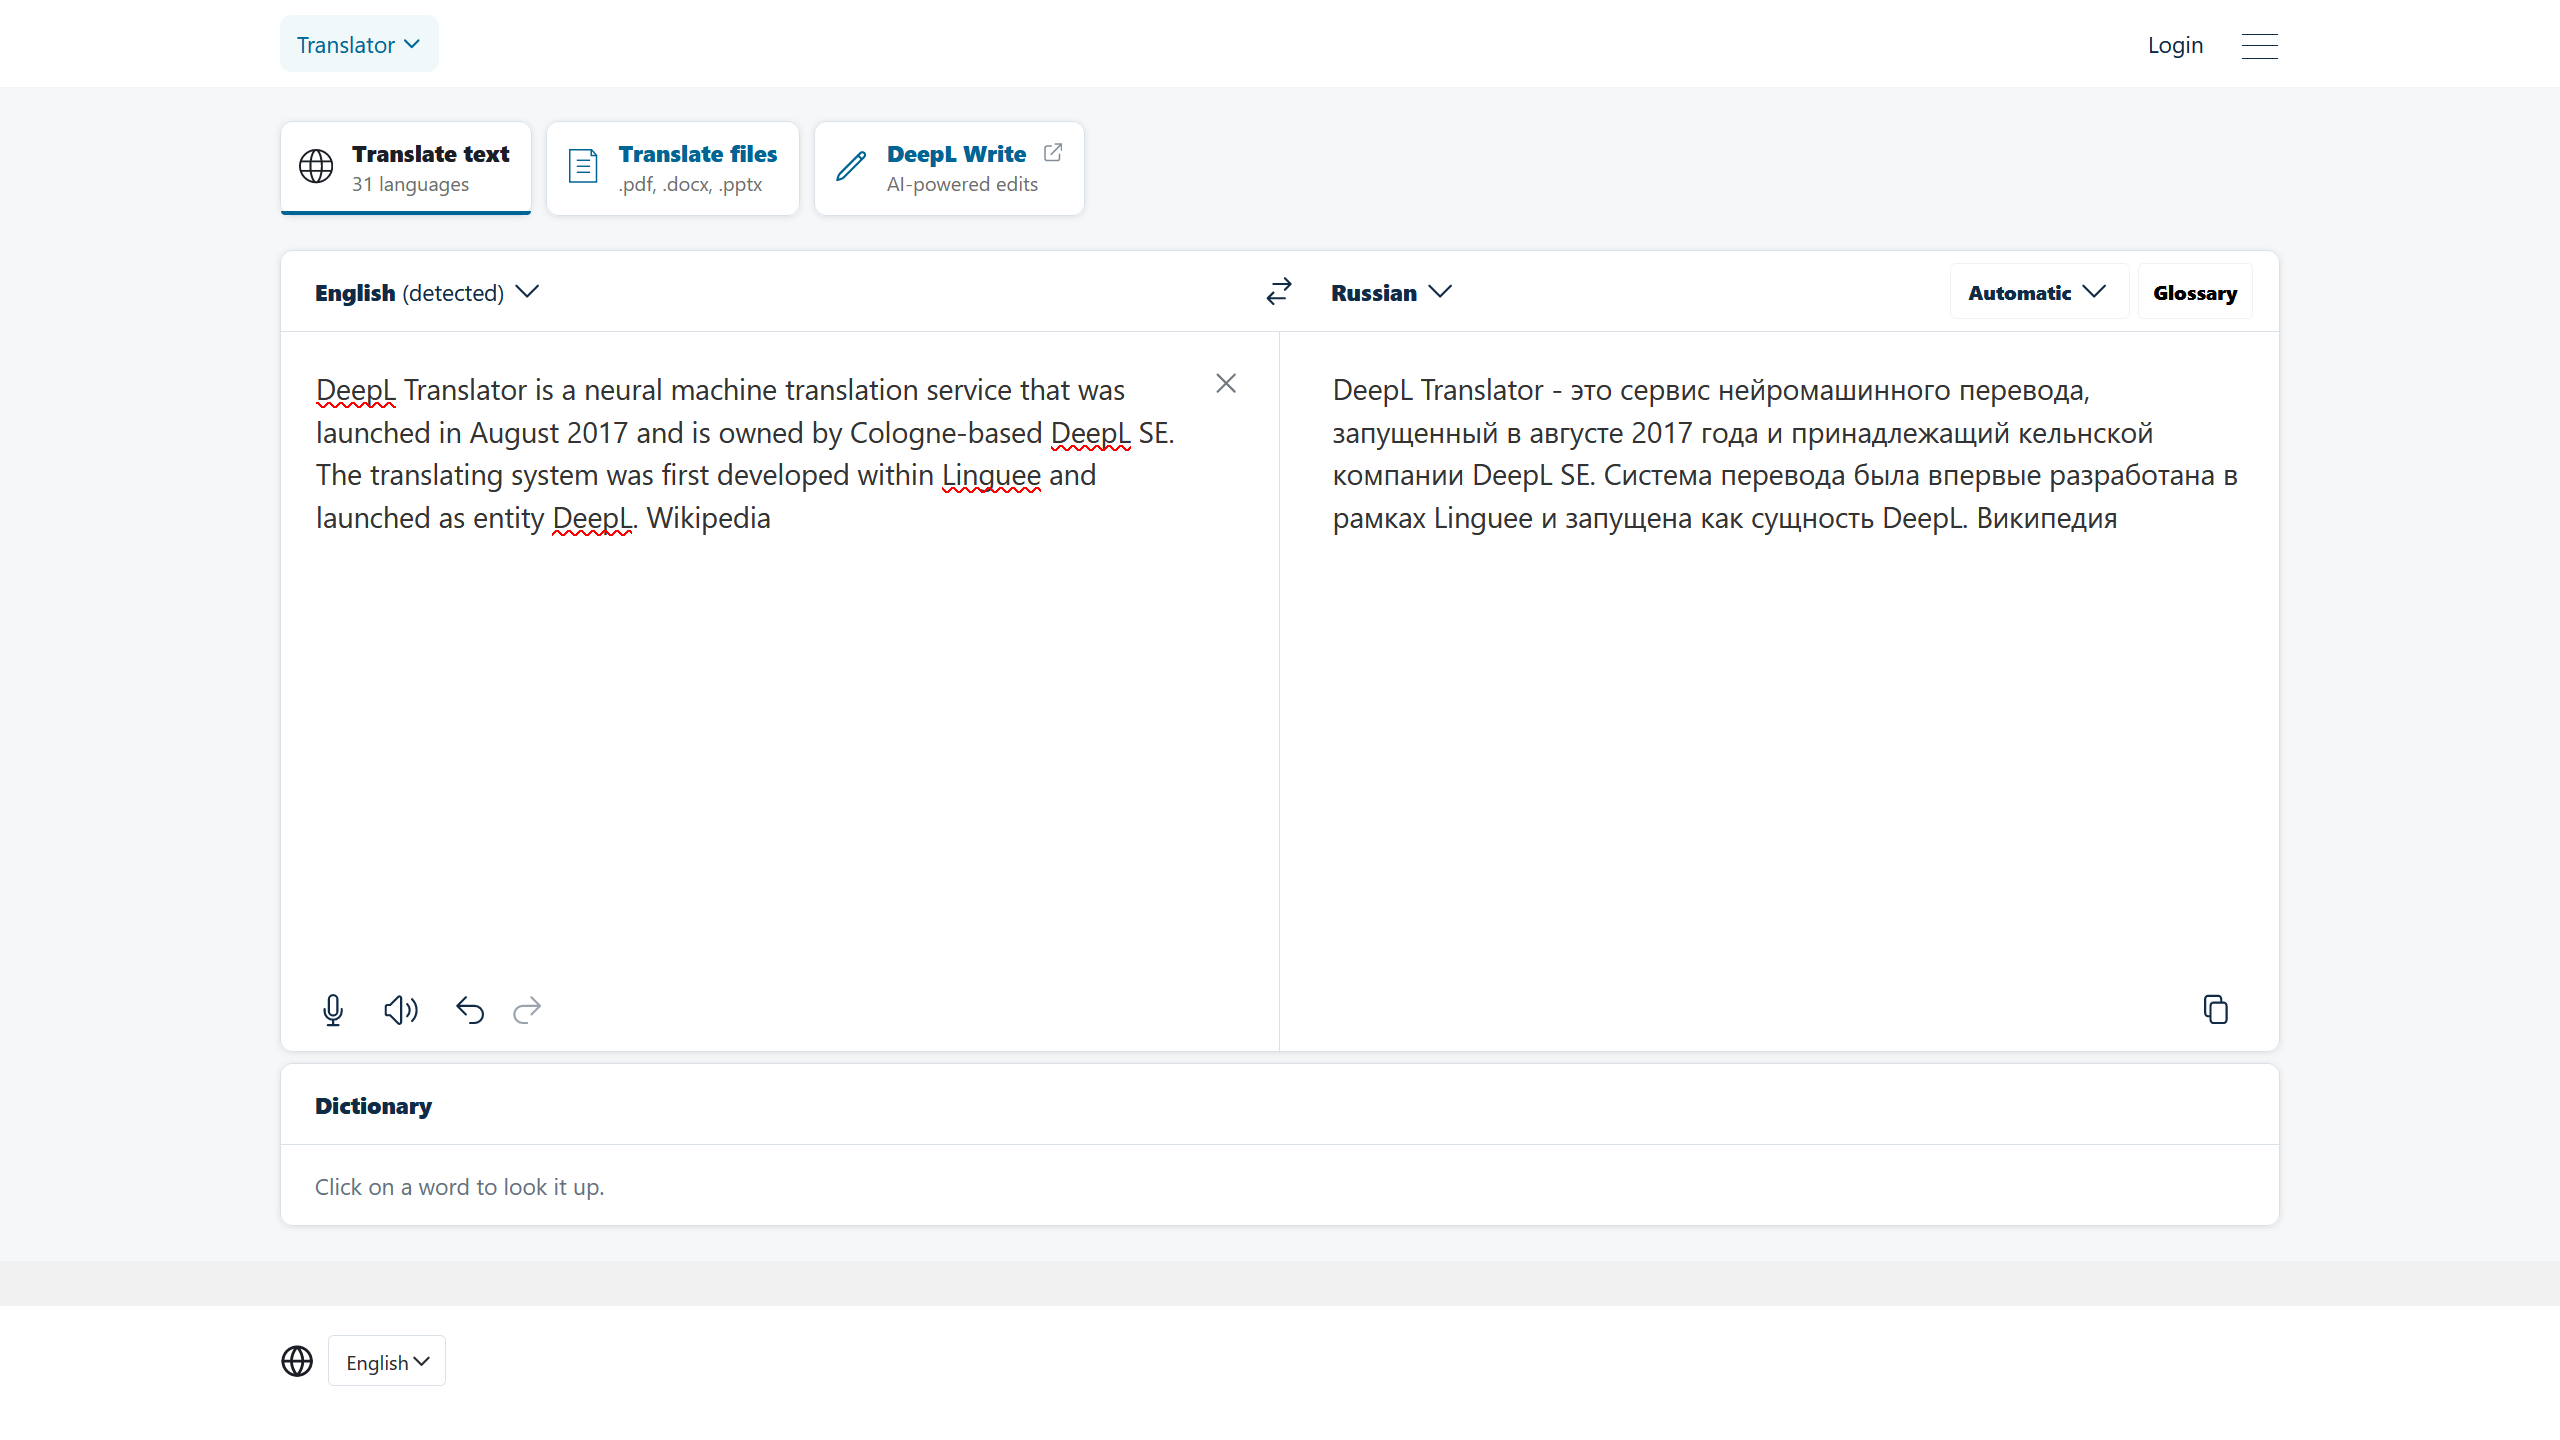 Translator
Login
Translate text
31 languages
Translate files
.pdf, .docx, .pptx
DeepL Write
AI-powered edits
English (detected)
Russian
Automatic
Glossary
DeepL Translator is a neural machine translation service that was
launched in August 2017 and is owned by Cologne-based DeepL SE.
The translating system was first developed within Linguee and
launched as entity DeepL. Wikipedia
DeepL Translator - это сервис нейромашинного перевода,
запущенный в августе 2017 года и принадлежащий кельнской
компании DeepL SE. Система перевода была впервые разработана в
рамках Linguee и запущена как сущность DeepL. Википедия
Dictionary
Click on a word to look it up.
English